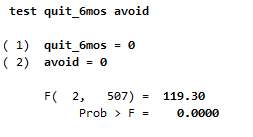 test quit_6mos avoid
( 1) quit_6mos = 0
( 2) avoid = 0
F( 2, 507) = 119.30
Prob > F = 0.0000